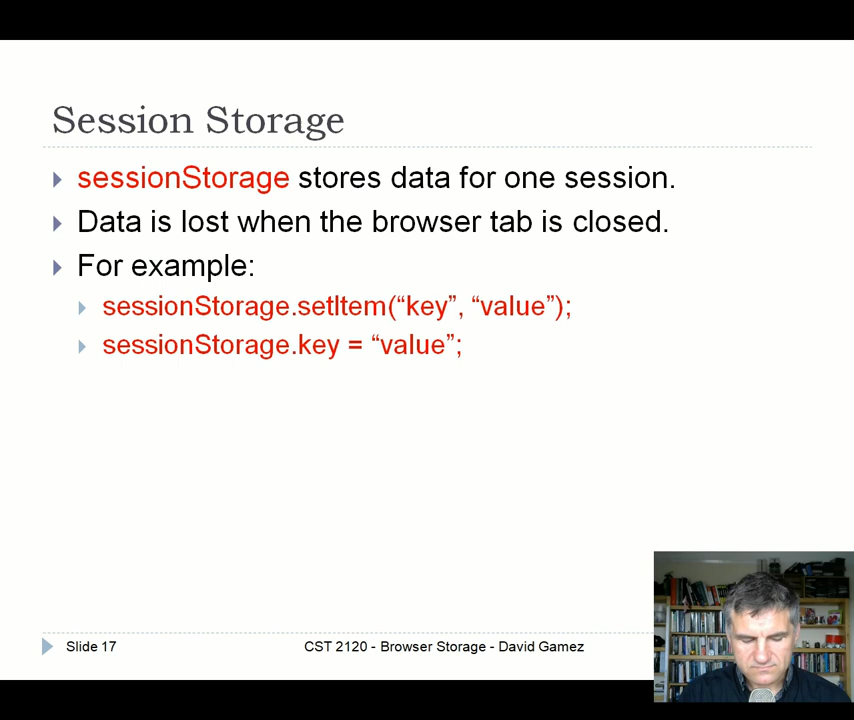 Session Storage
sessionStorage stores data for one session.
Data is lost when the browser tab is closed.
For example:
sessionStorage.setItem(“key”, “value”);
sessionStorage.key = “value”;
Slide 17
CST 2120 - Browser Storage - David Gamez